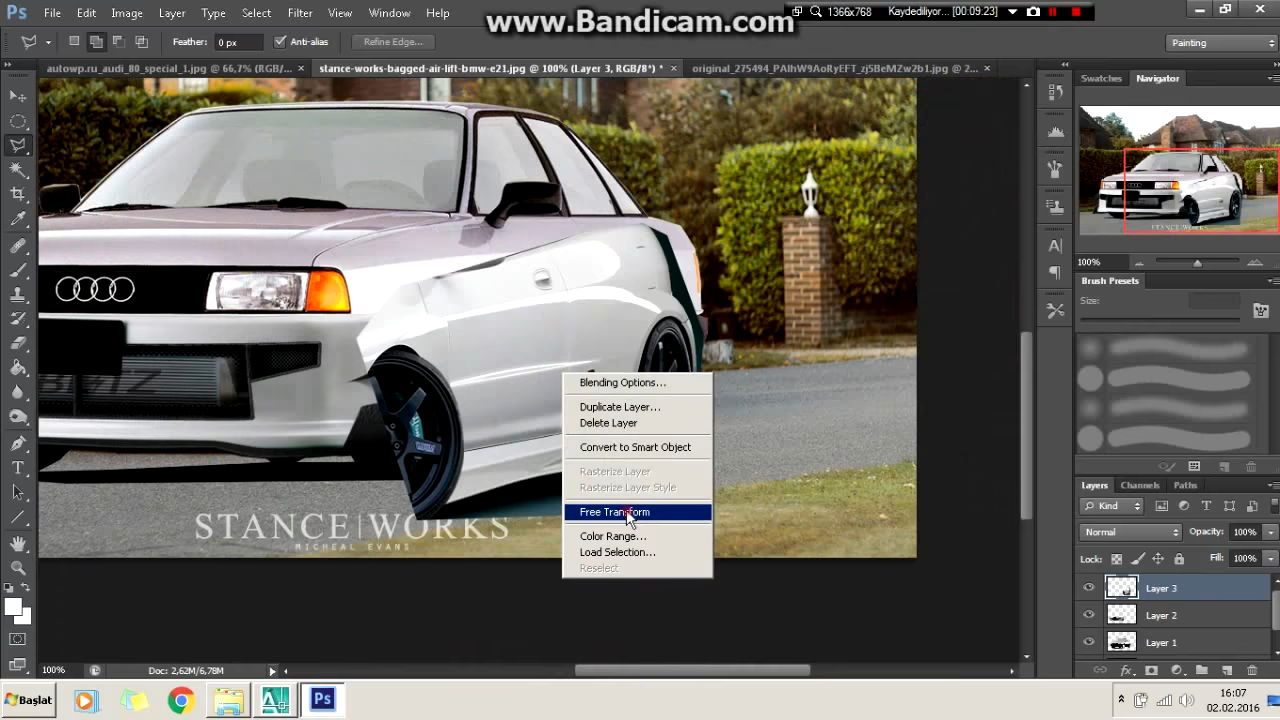 www.Bandicam.com
1366x768 Kaydediliyor... [00:09:23]
Ps File Edit Image Layer Type Select Filter View Window Help
Feather: 0 px Anti-alias Refine Edge... Painting
autowp.ru_audi_80_special_1.jpg @ 66,7% (RGB/... × stance-works-bagged-air-lift-bmw-e21.jpg @ 100% (Layer 3, RGB/8*) * × original_275494_PAlhW9AoRyEFT_zj5BeMZw2b1.jpg @ 2... ×
Swatches Navigator
100%
Brush Presets
Size:
Blending Options...
Duplicate Layer...
Delete Layer
Convert to Smart Object
Rasterize Layer
Rasterize Layer Style
Free Transform
Color Range...
Load Selection...
Reselect
STANCE|WORKS
MICHEAL EVANS
Layers Channels Paths
Kind
Normal Opacity: 100%
Lock: Fill: 100%
Layer 3
Layer 2
Layer 1
100% Doc: 2,62M/6,78M
Başlat
Ps
16:07
02.02.2016